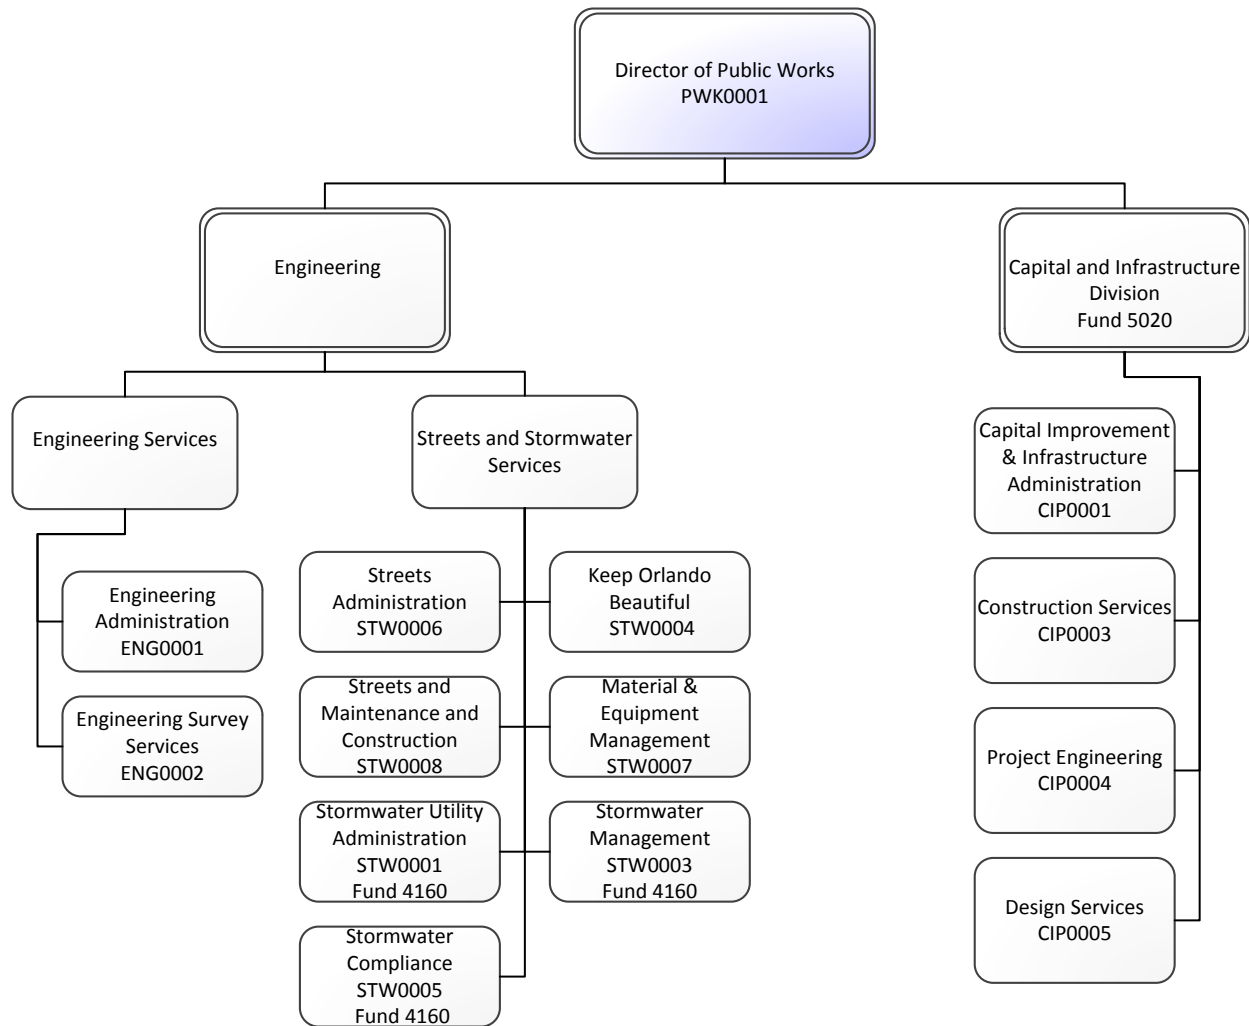 Director of Public Works
PWK0001
Engineering
Capital and Infrastructure
Division
Fund 5020
Engineering Services
Streets and Stormwater
Services
Engineering
Administration
ENG0001
Engineering Survey
Services
ENG0002
Streets
Administration
STW0006
Keep Orlando
Beautiful
STW0004
Streets and
Maintenance and
Construction
STW0008
Material &
Equipment
Management
STW0007
Stormwater Utility
Administration
STW0001
Fund 4160
Stormwater
Management
STW0003
Fund 4160
Stormwater
Compliance
STW0005
Fund 4160
Capital Improvement
& Infrastructure
Administration
CIP0001
Construction Services
CIP0003
Project Engineering
CIP0004
Design Services
CIP0005